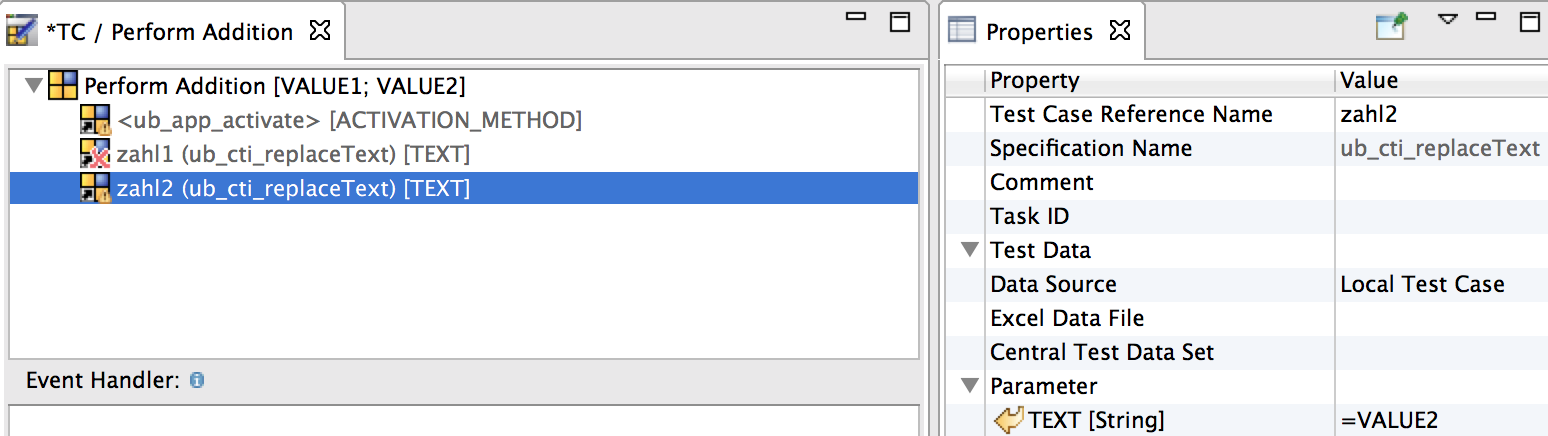 *TC / Perform Addition
Perform Addition [VALUE1; VALUE2]
<ub_app_activate> [ACTIVATION_METHOD]
zahl1 (ub_cti_replaceText) [TEXT]
zahl2 (ub_cti_replaceText) [TEXT]
Event Handler:
Properties
Property Value
Test Case Reference Name zahl2
Specification Name ub_cti_replaceText
Comment
Task ID
Test Data
Data Source Local Test Case
Excel Data File
Central Test Data Set
Parameter
TEXT [String] =VALUE2